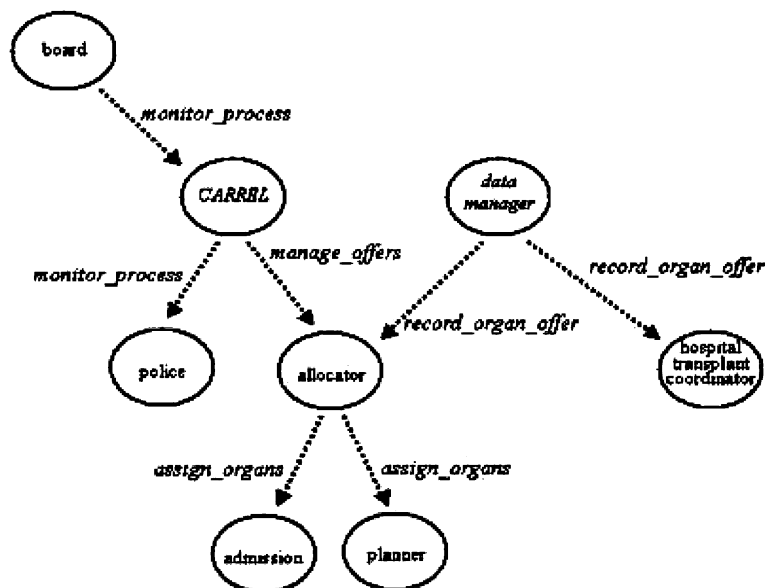 board
monitor_process
CARREL
data
manager
monitor_process
manage_offers
record_organ_offer
record_organ_offer
police
allocator
hospital
transplant
coordinator
assign_organs
assign_organs
admission
planner